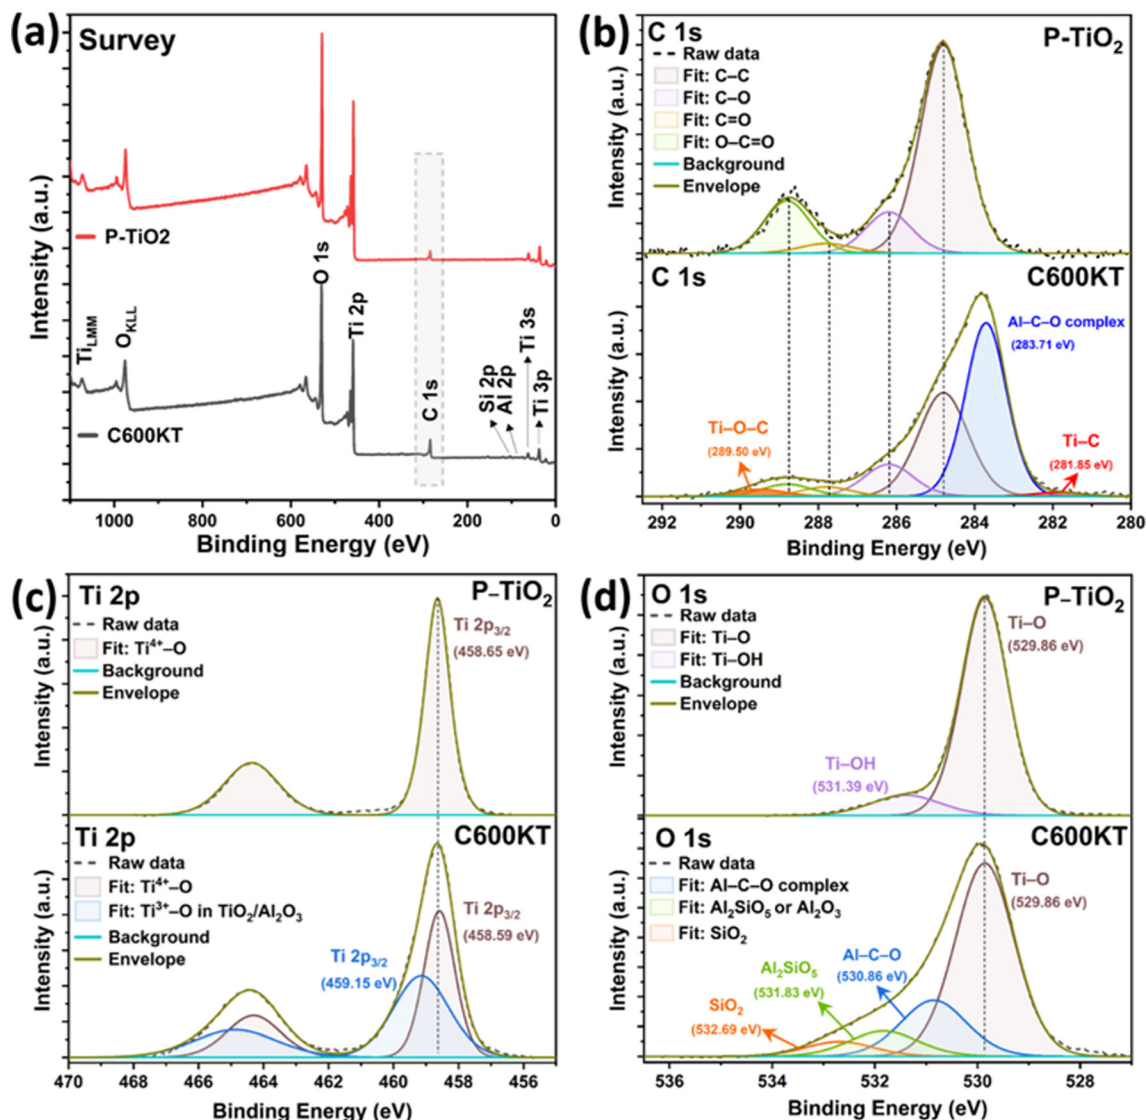 (a)
Survey
P-TiO2
C600KT
TiLMM
OKLL
O 1s
Ti 2p
C 1s
Si 2p
Al 2p
Ti 3s
Ti 3p
Intensity (a.u.)
1000 800 600 400 200 0
Binding Energy (eV)
(b)
C 1s
P-TiO2
Raw data
Fit: C–C
Fit: C–O
Fit: C=O
Fit: O–C=O
Background
Envelope
Intensity (a.u.)
C 1s
C600KT
Al–C–O complex
(283.71 eV)
Ti–O–C
(289.50 eV)
Ti–C
(281.85 eV)
Intensity (a.u.)
292 290 288 286 284 282 280
Binding Energy (eV)
(c)
Ti 2p
P–TiO2
Raw data
Fit: Ti4+–O
Background
Envelope
Ti 2p3/2
(458.65 eV)
Intensity (a.u.)
Ti 2p
C600KT
Raw data
Fit: Ti4+–O
Fit: Ti3+–O in TiO2/Al2O3
Background
Envelope
Ti 2p3/2
(458.59 eV)
Ti 2p3/2
(459.15 eV)
Intensity (a.u.)
470 468 466 464 462 460 458 456
Binding Energy (eV)
(d)
O 1s
P–TiO2
Raw data
Fit: Ti–O
Fit: Ti–OH
Background
Envelope
Ti–O
(529.86 eV)
Ti–OH
(531.39 eV)
Intensity (a.u.)
O 1s
C600KT
Raw data
Fit: Al–C–O complex
Fit: Al2SiO5 or Al2O3
Fit: SiO2
Ti–O
(529.86 eV)
Al–C–O
(530.86 eV)
Al2SiO5
(531.83 eV)
SiO2
(532.69 eV)
Intensity (a.u.)
536 534 532 530 528
Binding Energy (eV)